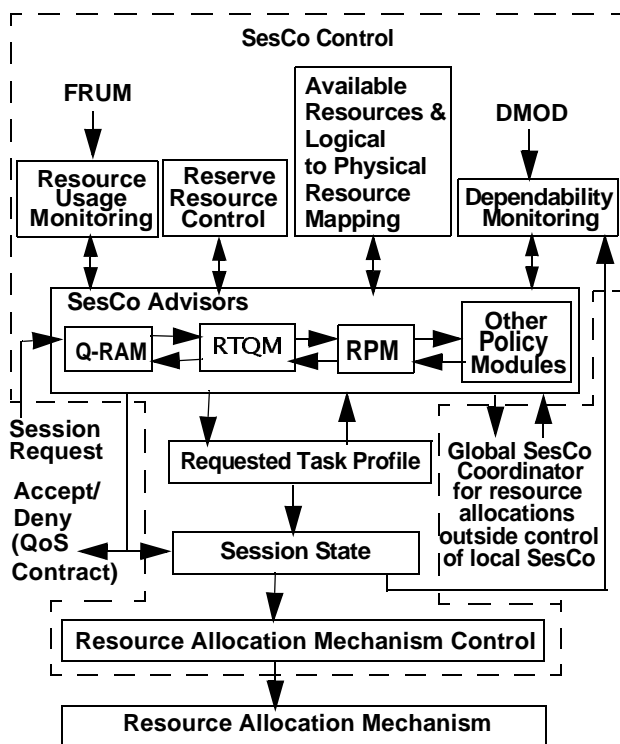 SesCo Control
FRUM
Available
Resources &
Logical
to Physical
Resource
Mapping
DMOD
Resource
Usage
Monitoring
Reserve
Resource
Control
Dependability
Monitoring
SesCo Advisors
Q-RAM
RTQM
RPM
Other
Policy
Modules
Session
Request
Requested Task Profile
Global SesCo
Coordinator
for resource
allocations
outside control
of local SesCo
Accept/
Deny
(QoS
Contract)
Session State
Resource Allocation Mechanism Control
Resource Allocation Mechanism